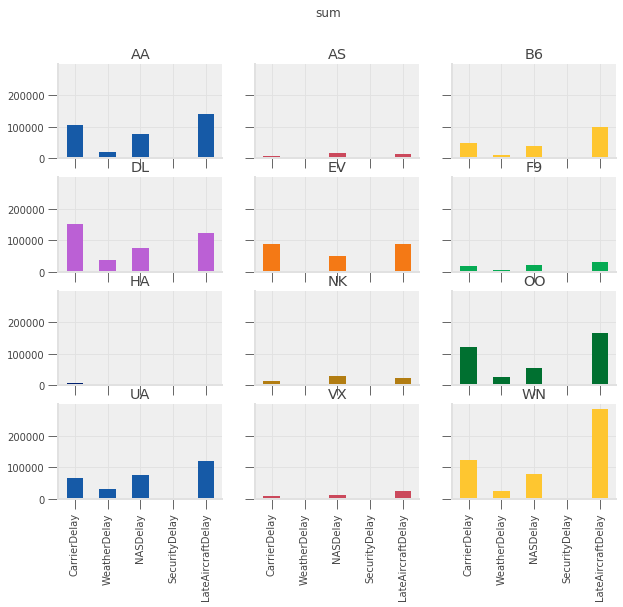 sum
AA AS B6
200000
100000
0
DL EV F9
200000
100000
0
HA NK OO
200000
100000
0
UA VX WN
200000
100000
0
CarrierDelay WeatherDelay NASDelay SecurityDelay LateAircraftDelay CarrierDelay WeatherDelay NASDelay SecurityDelay LateAircraftDelay CarrierDelay WeatherDelay NASDelay SecurityDelay LateAircraftDelay